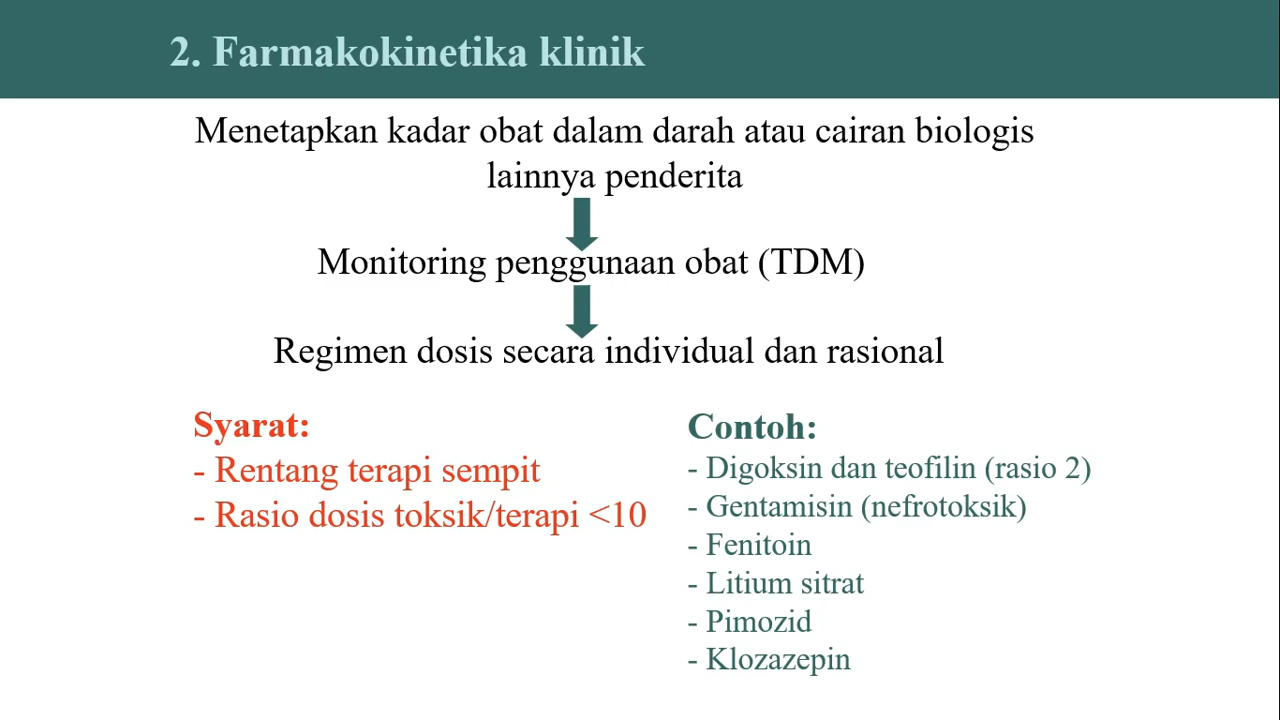 2. Farmakokinetika klinik
Menetapkan kadar obat dalam darah atau cairan biologis
lainnya penderita
Monitoring penggunaan obat (TDM)
Regimen dosis secara individual dan rasional
Syarat:
- Rentang terapi sempit
- Rasio dosis toksik/terapi <10
Contoh:
- Digoksin dan teofilin (rasio 2)
- Gentamisin (nefrotoksik)
- Fenitoin
- Litium sitrat
- Pimozid
- Klozazepin